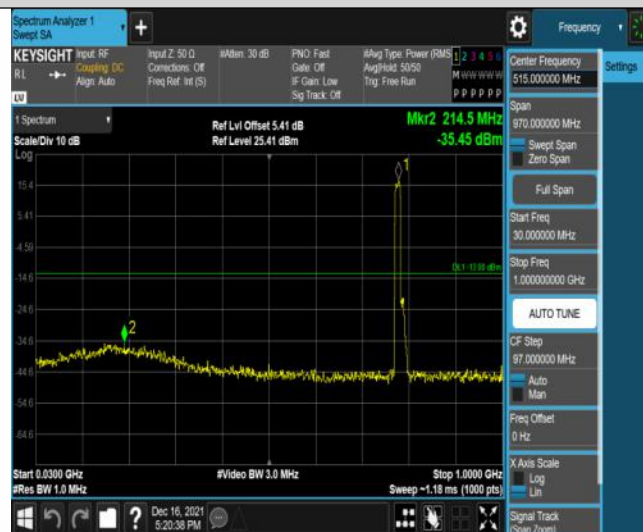 Spectrum Analyzer 1
Swept SA
Frequency
KEYSIGHT
RL
Input: RF
Coupling: DC
Align: Auto
Input Z: 50 Ω
Corrections: Off
Freq Ref: Int (S)
#Atten: 30 dB
PNO: Fast
Gate: Off
IF Gain: Low
Sig Track: Off
#Avg Type: Power (RMS
Avg|Hold: 50/50
Trig: Free Run
1 2 3 4 5 6
M W W W W W
P P P P P P
LW
1 Spectrum
Scale/Div 10 dB
Log
Ref Lvl Offset 5.41 dB
Ref Level 25.41 dBm
Mkr2 214.5 MHz
-35.45 dBm
15.4
5.41
-4.59
-14.6
-24.6
-34.6
-44.6
-54.6
-64.6
1
2
DL1 -13.00 dBm
Start 0.0300 GHz
#Res BW 1.0 MHz
#Video BW 3.0 MHz
Stop 1.0000 GHz
Sweep ~1.18 ms (1000 pts)
Dec 16, 2021
5:20:38 PM
?
Center Frequency
515.000000 MHz
Settings
Span
970.000000 MHz
Swept Span
Zero Span
Full Span
Start Freq
30.000000 MHz
Stop Freq
1.000000000 GHz
AUTO TUNE
CF Step
97.000000 MHz
Auto
Man
Freq Offset
0 Hz
X Axis Scale
Log
Lin
Signal Track
(Span Zoom)